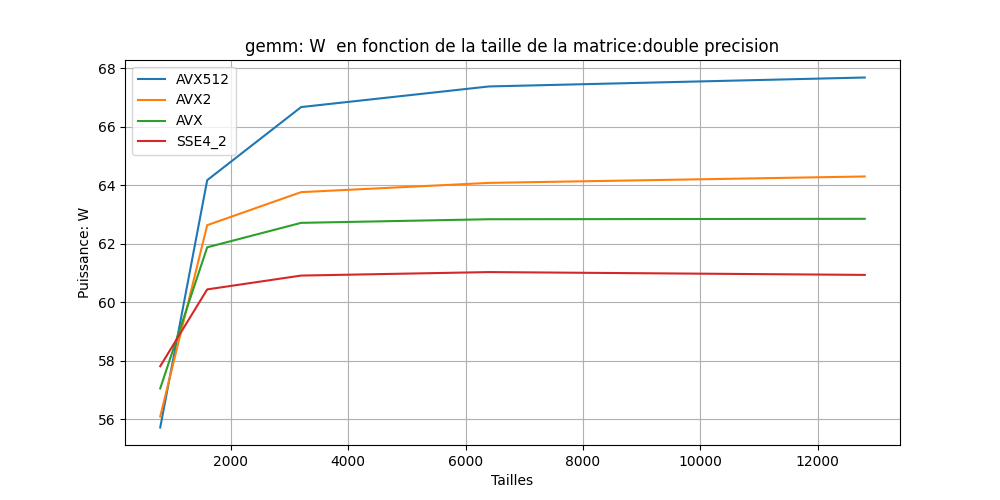 gemm: W  en fonction de la taille de la matrice:double precision
68
66
64
62
60
58
56
Puissance: W
AVX512
AVX2
AVX
SSE4_2
2000
4000
6000
8000
10000
12000
Tailles